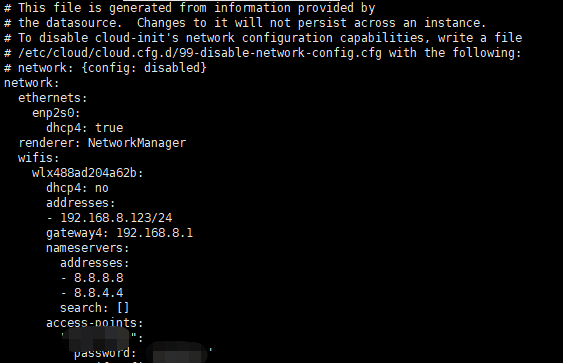 # This file is generated from information provided by
# the datasource.  Changes to it will not persist across an instance.
# To disable cloud-init's network configuration capabilities, write a file
# /etc/cloud/cloud.cfg.d/99-disable-network-config.cfg with the following:
# network: {config: disabled}
network:
  ethernets:
    enp2s0:
      dhcp4: true
  renderer: NetworkManager
  wifis:
    wlx488ad204a62b:
      dhcp4: no
      addresses:
      - 192.168.8.123/24
      gateway4: 192.168.8.1
      nameservers:
        addresses:
        - 8.8.8.8
        - 8.8.4.4
        search: []
      access-points:
        ":
          password: '